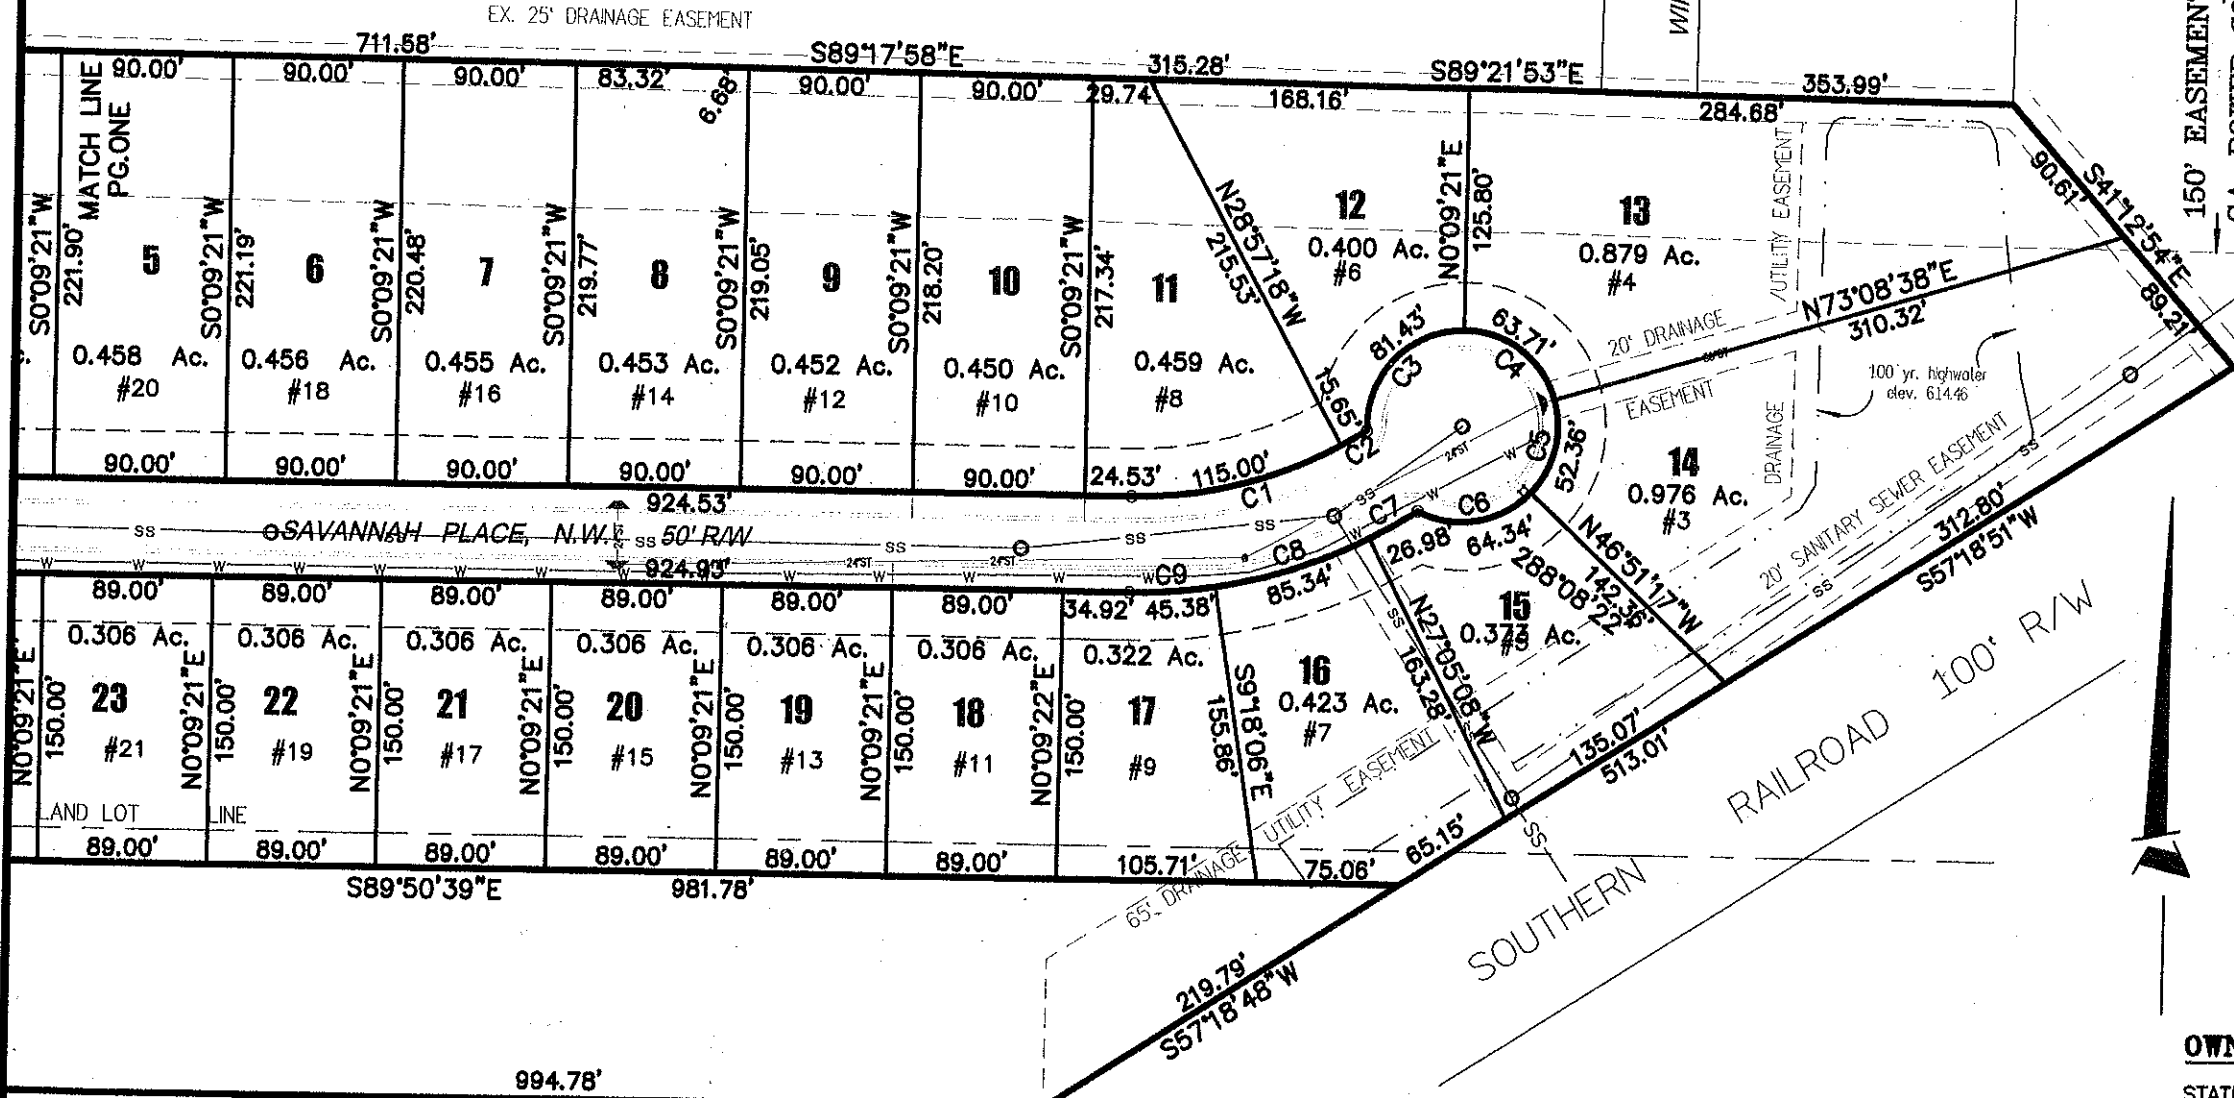 EX. 25' DRAINAGE EASEMENT
711.58'
S89°17'58"E
315.28'
S89°21'53"E
353.99'
150' EASEMENT
90.00'
90.00'
90.00'
83.32'
6.68'
90.00'
90.00'
29.74'
168.16'
284.68'
MATCH LINE
PG.ONE
S0°09'21"W
221.90'
S0°09'21"W
221.19'
S0°09'21"W
220.48'
S0°09'21"W
219.77'
S0°09'21"W
219.05'
S0°09'21"W
218.20'
S0°09'21"W
217.34'
N28°57'18"W
215.53'
15.65'
N0°09'21"E
125.80'
5
0.458 Ac.
#20
6
0.456 Ac.
#18
7
0.455 Ac.
#16
8
0.453 Ac.
#14
9
0.452 Ac.
#12
10
0.450 Ac.
#10
11
0.459 Ac.
#8
12
0.400 Ac.
#6
13
0.879 Ac.
#4
/UTILITY EASEMENT
90.61'
S41°12'54"E
89.21'
N73°08'38"E
310.32'
20' DRAINAGE
EASEMENT
DRAINAGE
100 yr. highwater
elev. 614.46
81.43'
C3
63.71'
C4
C5
52.36'
C2
14
0.976 Ac.
#3
20' SANITARY SEWER EASEMENT
SS
312.80'
S57°18'51"W
90.00'
90.00'
90.00'
90.00'
90.00'
90.00'
24.53'
115.00'
C1
924.53'
SS
SAVANNAH PLACE, N.W.
SS
50' R/W
SS
SS
SS
SS
24"ST
24"ST
24"ST
924.93'
C9
C8
C7
C6
26.98'
64.34'
288°08'22"
N46°51'17"W
142.36'
89.00'
89.00'
89.00'
89.00'
89.00'
89.00'
34.92'
45.38'
85.34'
0.306 Ac.
0.306 Ac.
0.306 Ac.
0.306 Ac.
0.306 Ac.
0.306 Ac.
0.322 Ac.
N0°09'21"E
150.00'
23
#21
N0°09'21"E
150.00'
22
#19
N0°09'21"E
150.00'
21
#17
N0°09'21"E
150.00'
20
#15
N0°09'21"E
150.00'
19
#13
N0°09'21"E
150.00'
18
#11
N0°09'22"E
150.00'
17
#9
S9°18'06"E
155.86'
16
0.423 Ac.
#7
SS
N27°05'08"W
163.28'
15
Ac.
SS
LAND LOT LINE
89.00'
89.00'
89.00'
89.00'
89.00'
89.00'
105.71'
75.06'
65.15'
135.07'
513.01'
S89°50'39"E
981.78'
65' DRAINAGE UTILITY EASEMENT
SS
SOUTHERN RAILROAD 100' R/W
219.79'
S57°18'48"W
994.78'